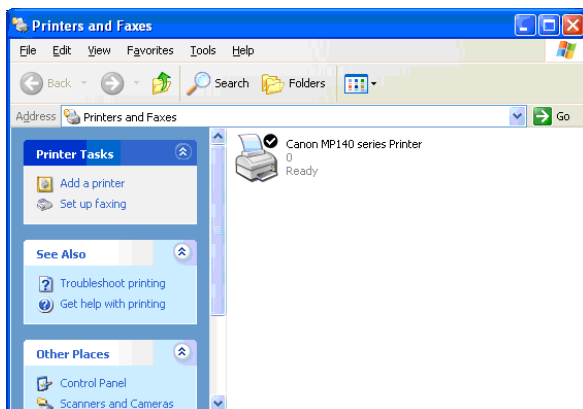 Printers and Faxes
File Edit View Favorites Tools Help
Back Search Folders
Address Printers and Faxes Go
Printer Tasks
Add a printer
Set up faxing
See Also
Troubleshoot printing
Get help with printing
Other Places
Control Panel
Scanners and Cameras
Canon MP140 series Printer
0
Ready